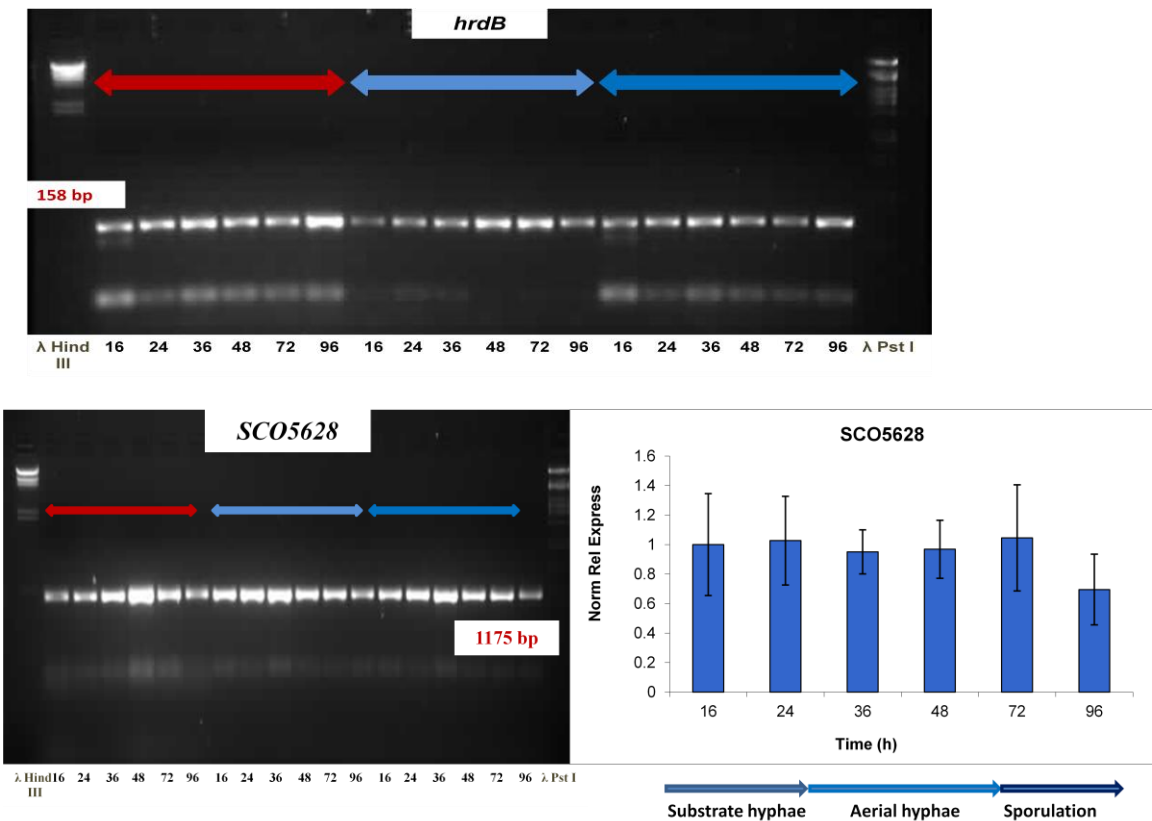 hrdB
158 bp
λ Hind III 16 24 36 48 72 96 16 24 36 48 72 96 16 24 36 48 72 96 λ Pst I
SCO5628
1175 bp
λ Hind III 16 24 36 48 72 96 16 24 36 48 72 96 16 24 36 48 72 96 λ Pst I
SCO5628
Norm Rel Express
1.6
1.4
1.2
1
0.8
0.6
0.4
0.2
0
16 24 36 48 72 96
Time (h)
Substrate hyphae Aerial hyphae Sporulation